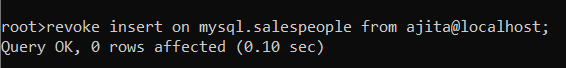 root>revoke insert on mysql.salespeople from ajita@localhost;
Query OK, 0 rows affected (0.10 sec)